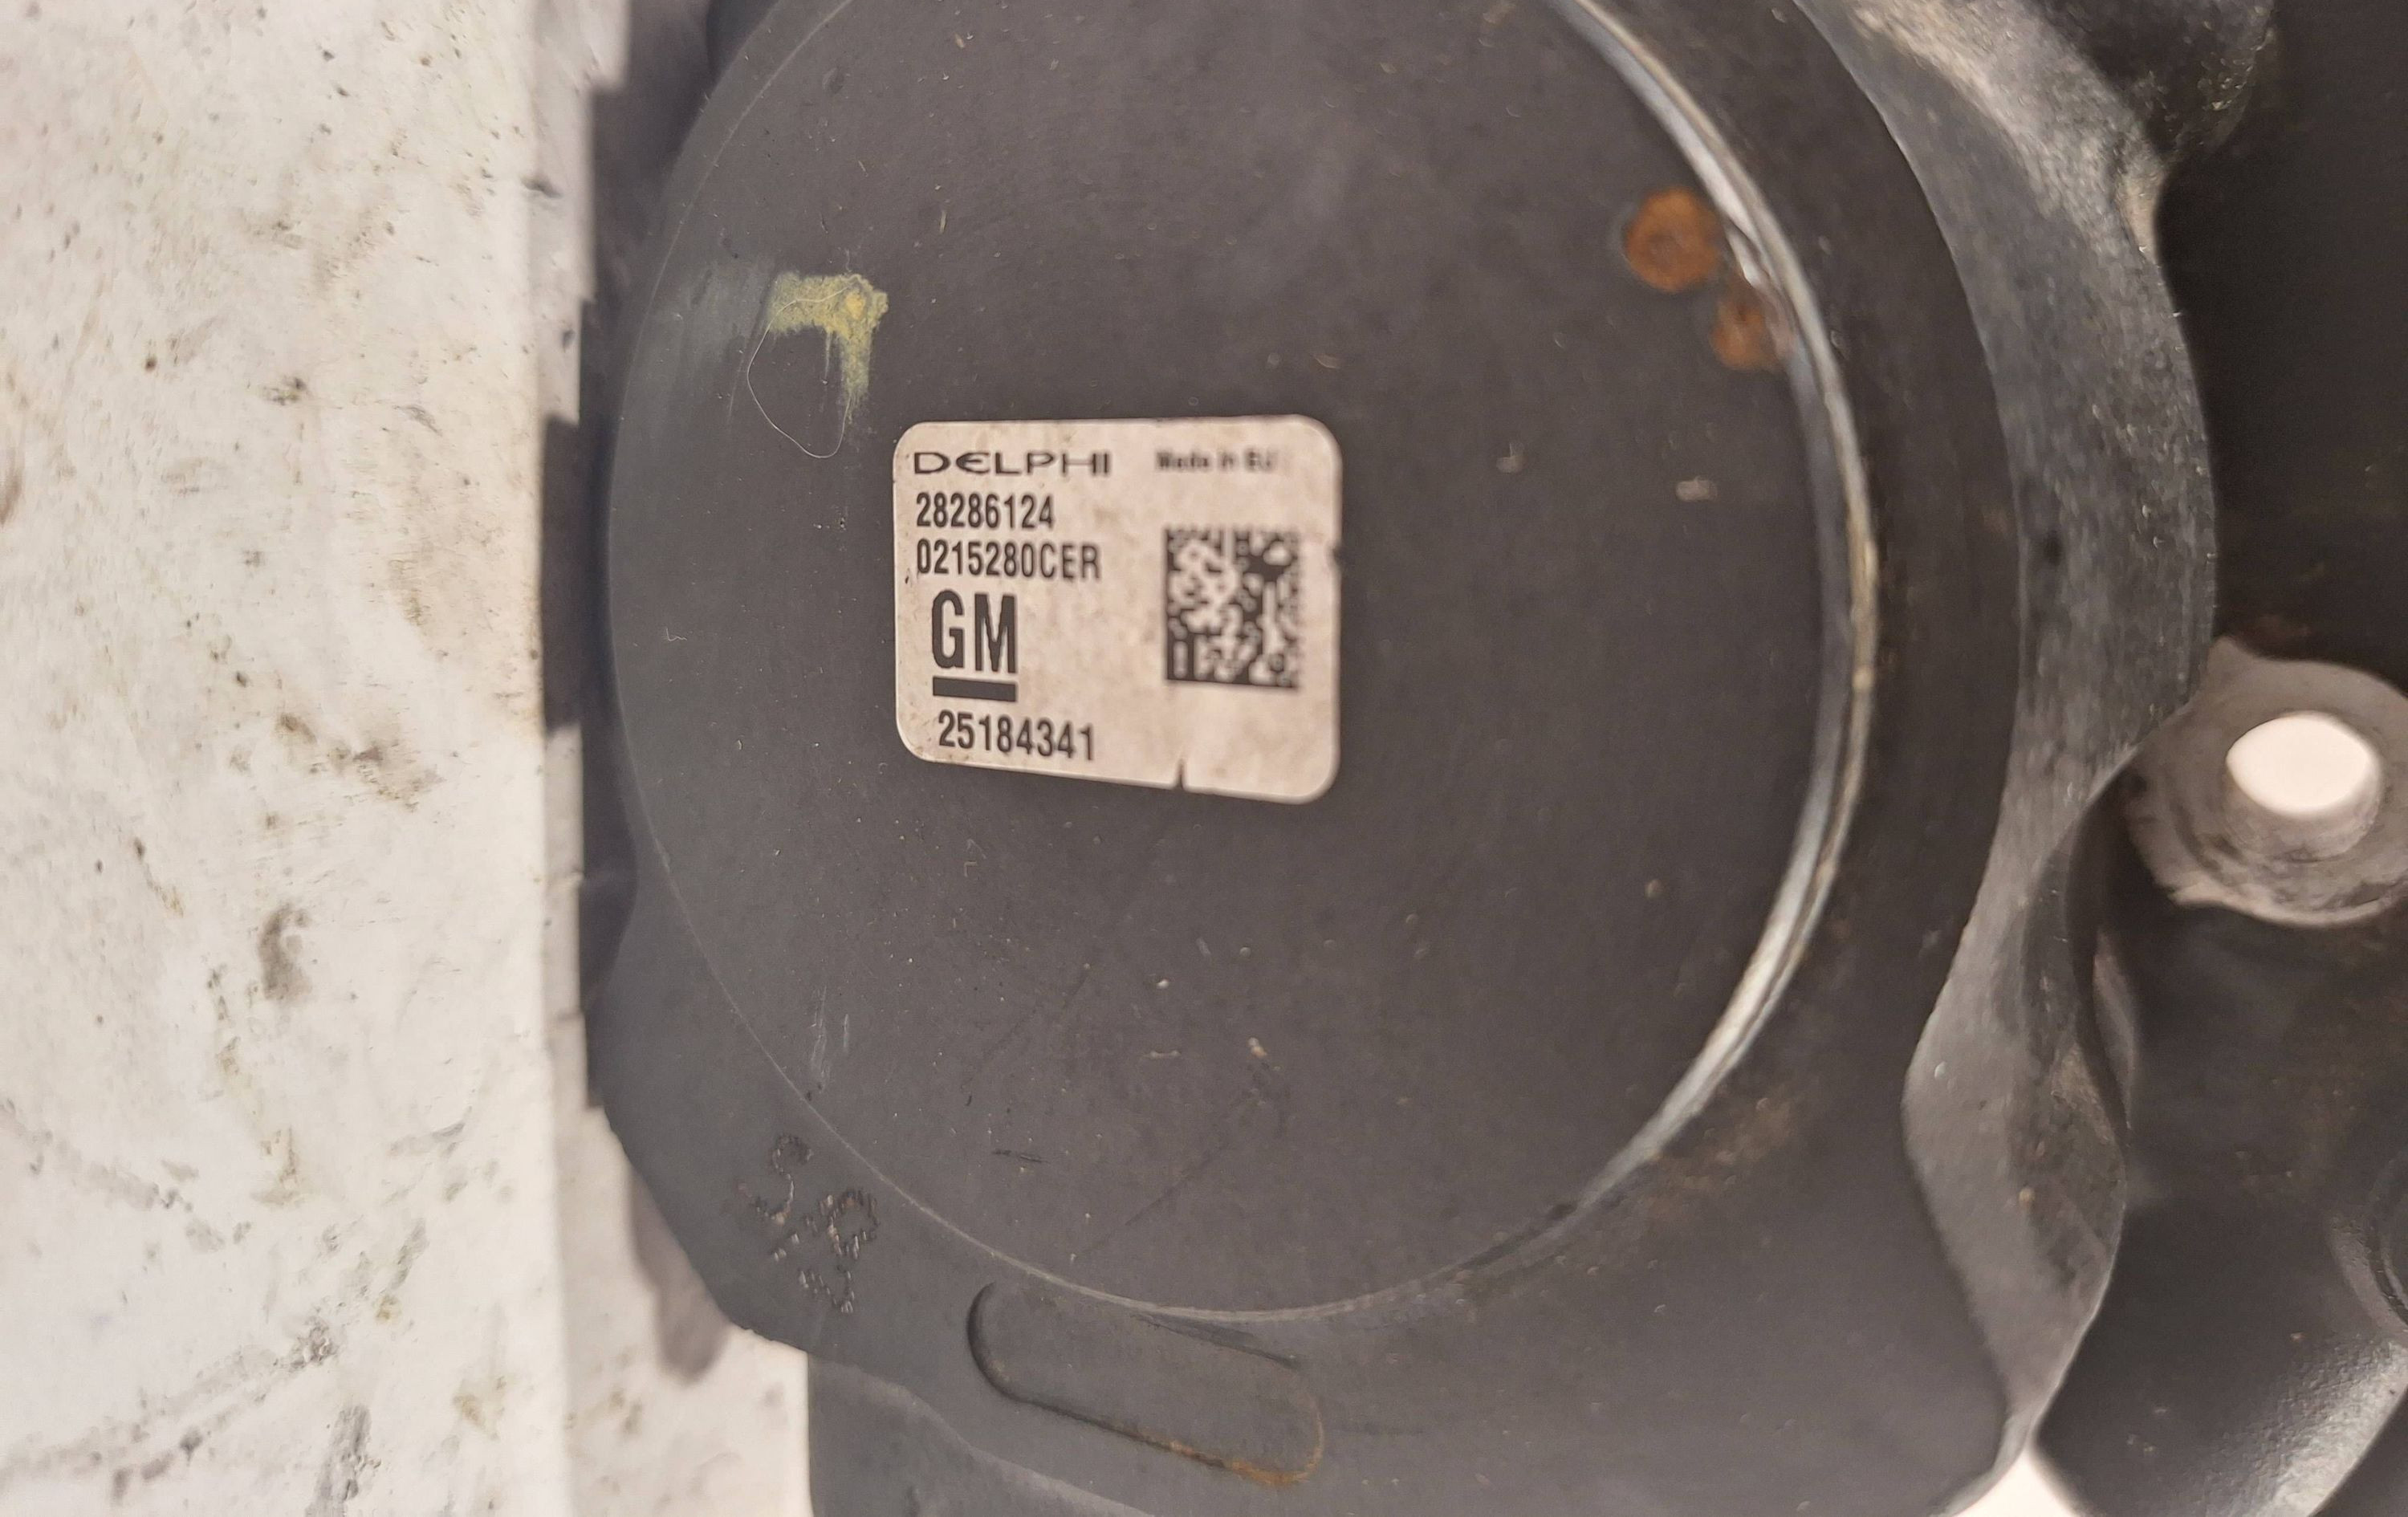 DELPHI Made in EU
28286124
0215280CER
GM
25184341